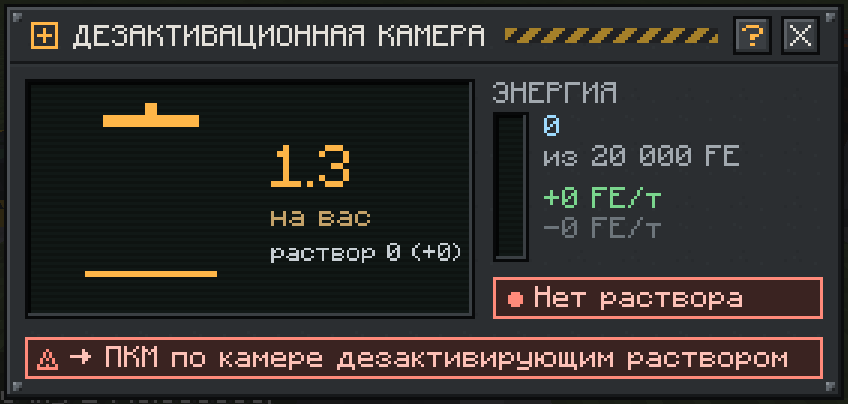 ДЕЗАКТИВАЦИОННАЯ КАМЕРА
?
X
1.3
на вас
раствор 0 (+0)
ЭНЕРГИЯ
0
из 20 000 FE
+0 FE/т
−0 FE/т
Нет раствора
⚠ → ПКМ по камере дезактивирующим раствором